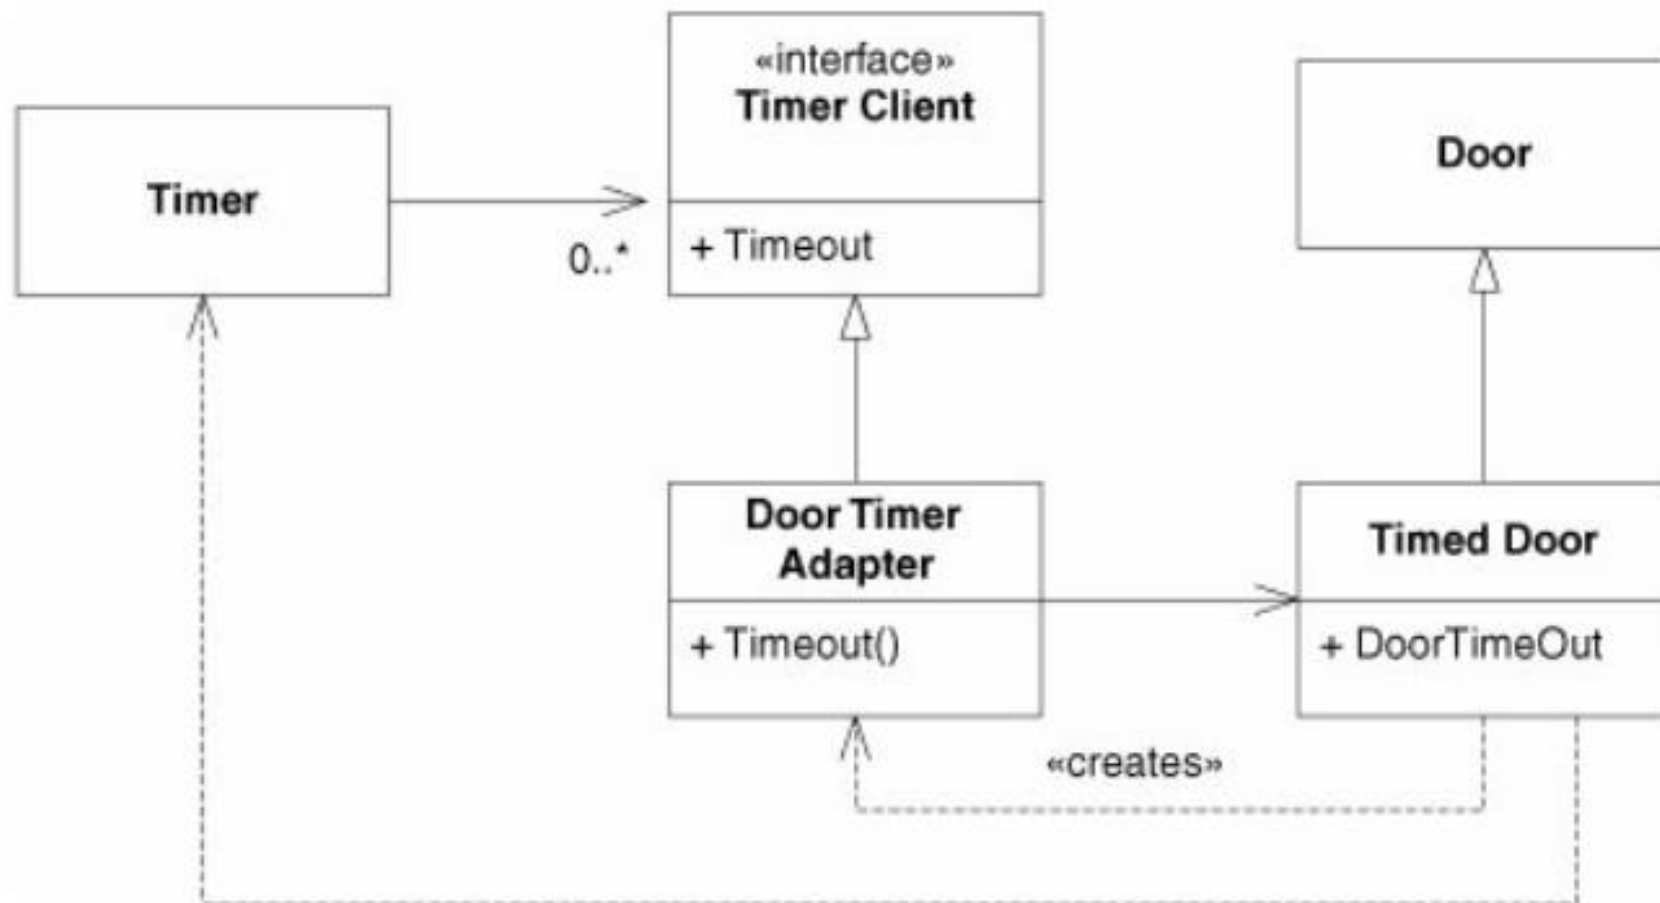 «interface»
Timer Client
Door
Timer
+ Timeout
0..*
Door Timer
Adapter
Timed Door
+ Timeout()
+ DoorTimeOut
«creates»